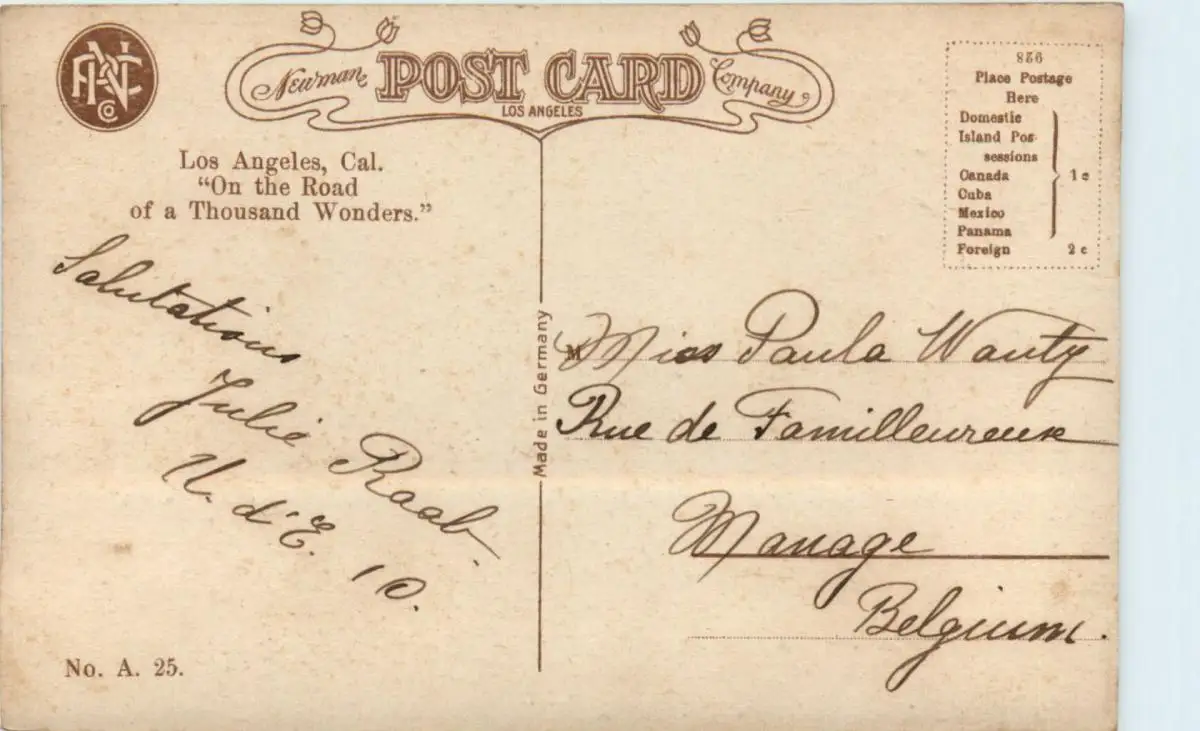 Newman POST CARD Company
LOS ANGELES
Los Angeles, Cal.
“On the Road
of a Thousand Wonders.”
Salutations
Julie Raab.
U. d'E. 10.
No. A. 25.
Made in Germany
Place Postage
Here
Domestic
Island Pos-
sessions
Canada
Cuba
Mexico
Panama
1 c
Foreign 2 c
Miss Paula Wauty
Rue de Familleureux
Manage
Belgium.